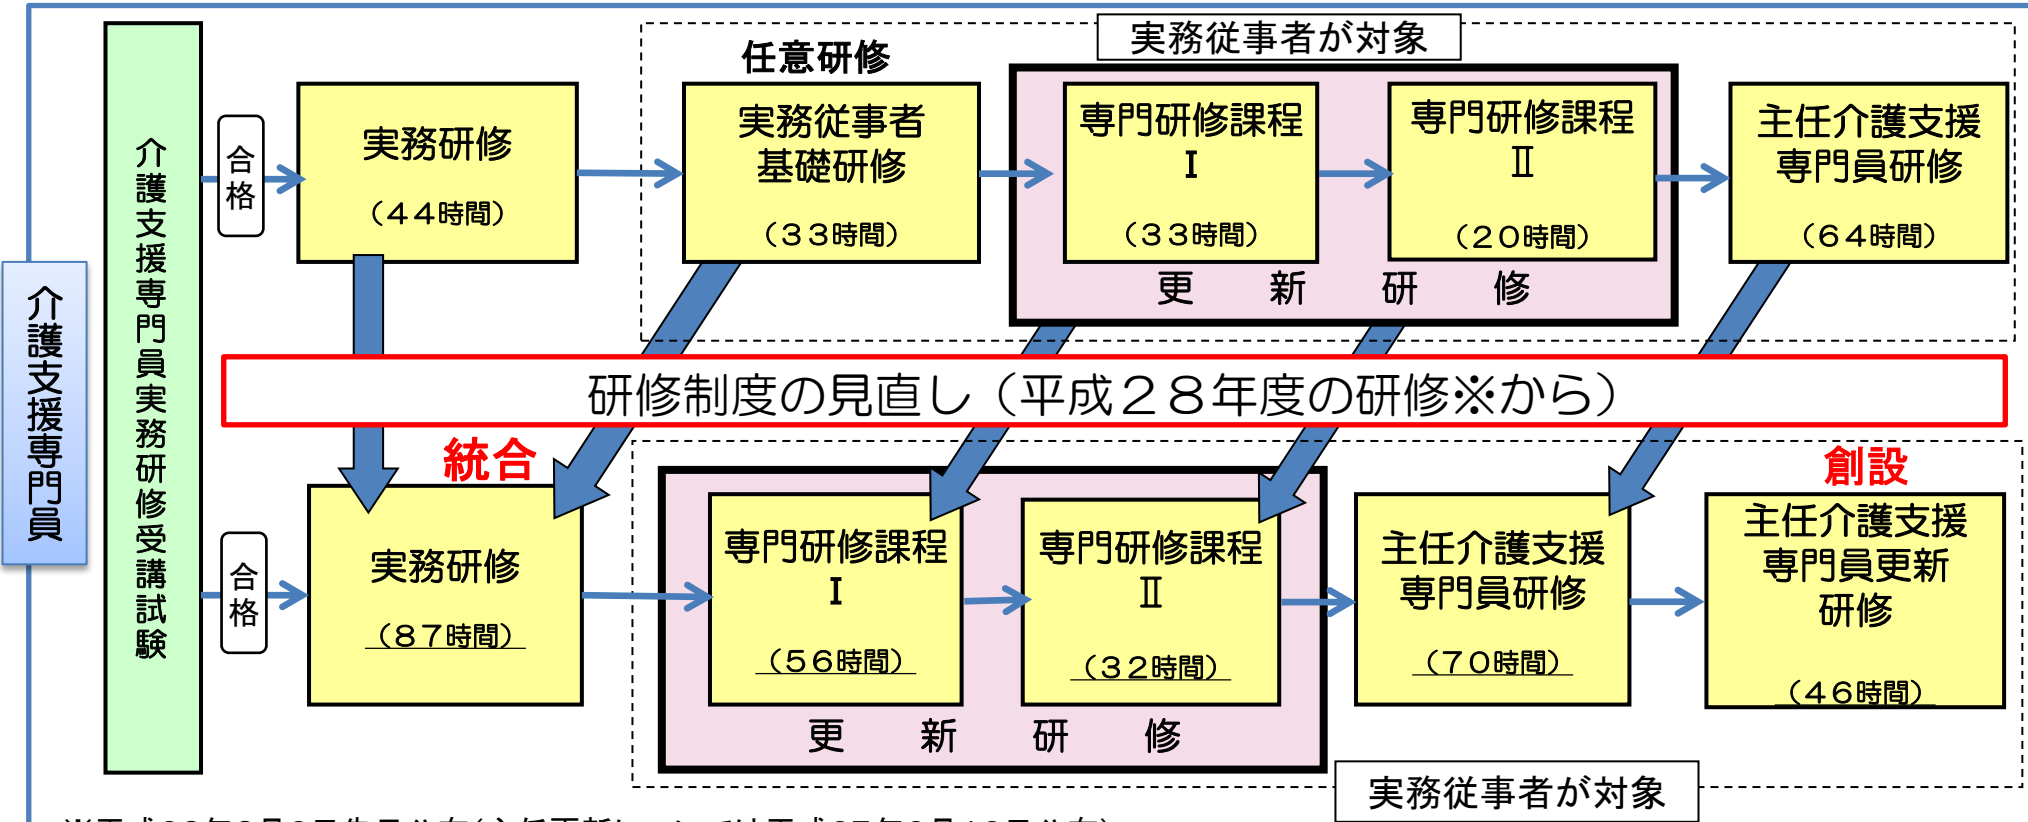 介護支援専門員
介護支援専門員実務研修受講試験
実務従事者が対象
任意研修
合格
実務研修
（４４時間）
実務従事者
基礎研修
（３３時間）
専門研修課程
Ⅰ
（３３時間）
専門研修課程
Ⅱ
（２０時間）
更新研修
主任介護支援
専門員研修
（６４時間）
研修制度の見直し（平成２８年度の研修※から）
統合
創設
合格
実務研修
（８７時間）
専門研修課程
Ⅰ
（５６時間）
専門研修課程
Ⅱ
（３２時間）
更新研修
主任介護支援
専門員研修
（７０時間）
主任介護支援
専門員更新
研修
（４６時間）
実務従事者が対象